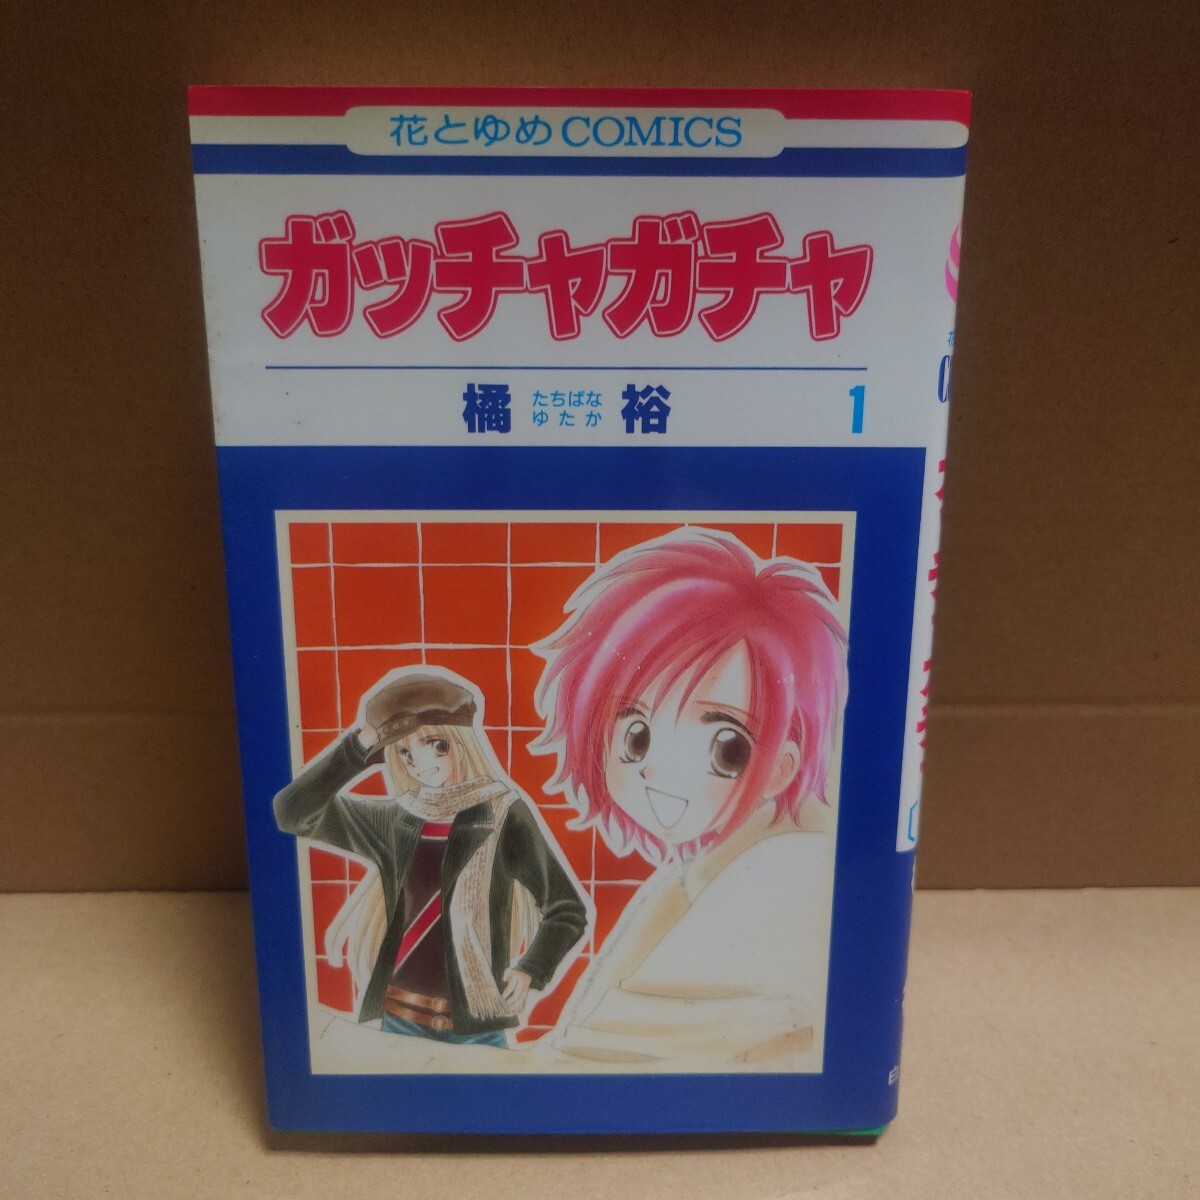 花とゆめCOMICS
ガッチャガチャ
橘 たちばな
ゆたか 裕 1